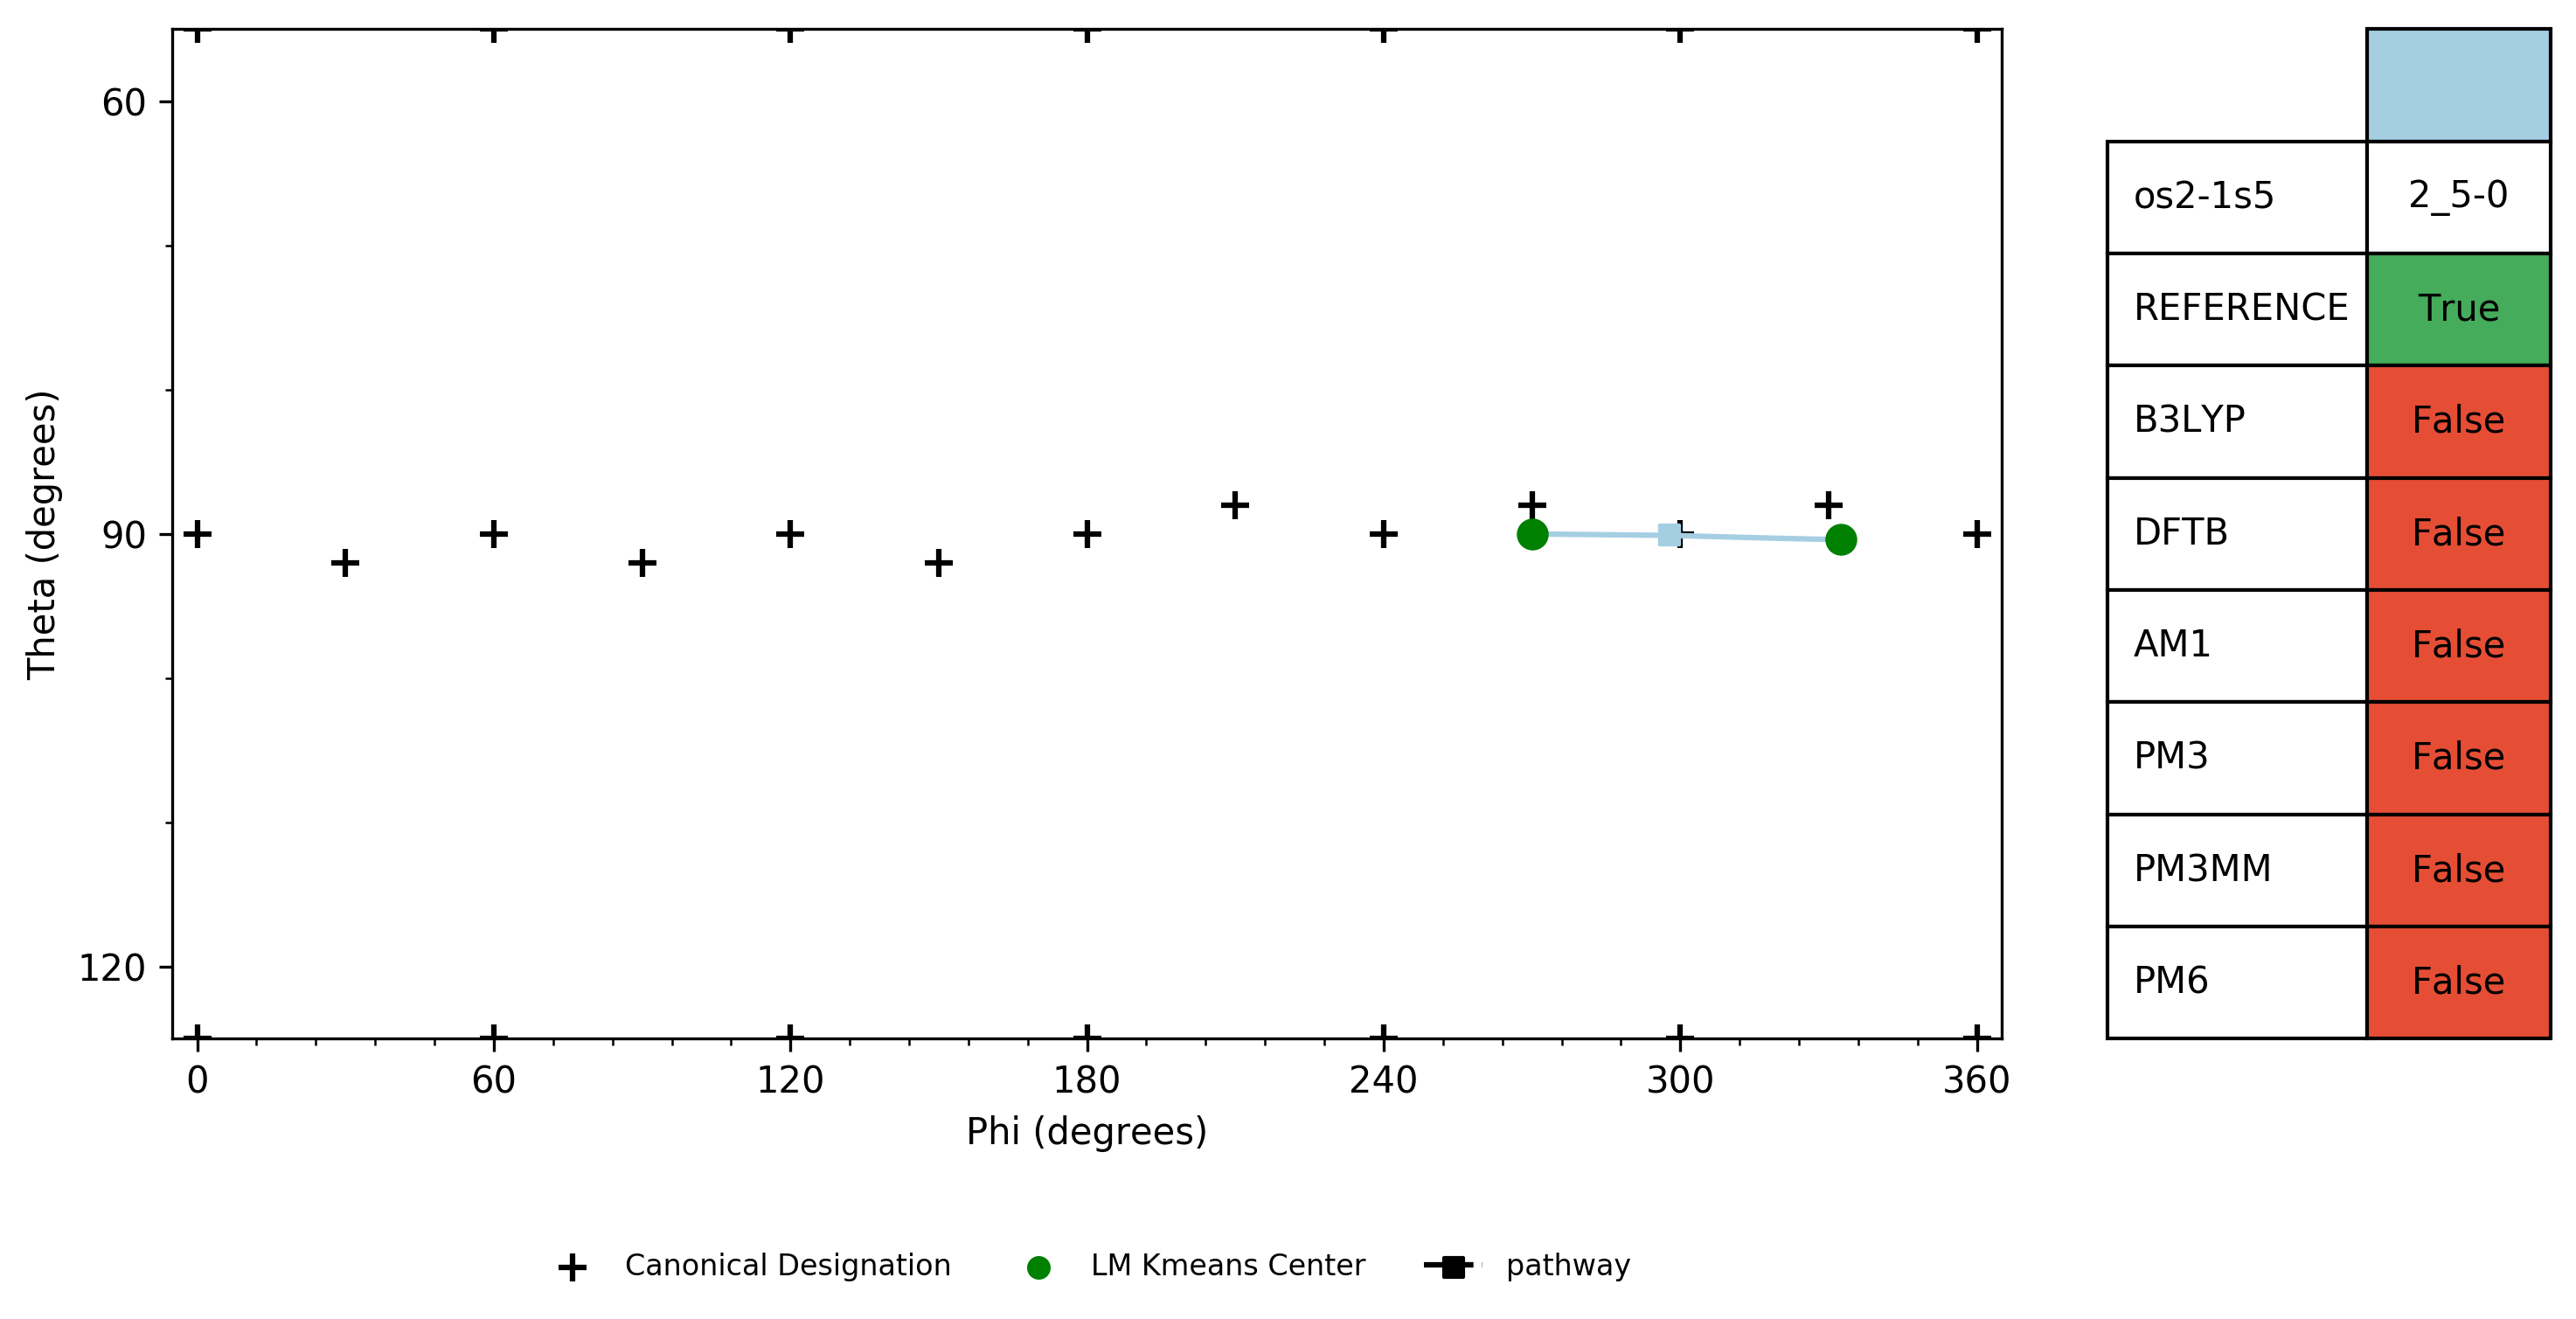 Theta (degrees)
60
90
120
0 60 120 180 240 300 360
Phi (degrees)
Canonical Designation LM Kmeans Center pathway
os2-1s5 2_5-0
REFERENCE True
B3LYP False
DFTB False
AM1 False
PM3 False
PM3MM False
PM6 False